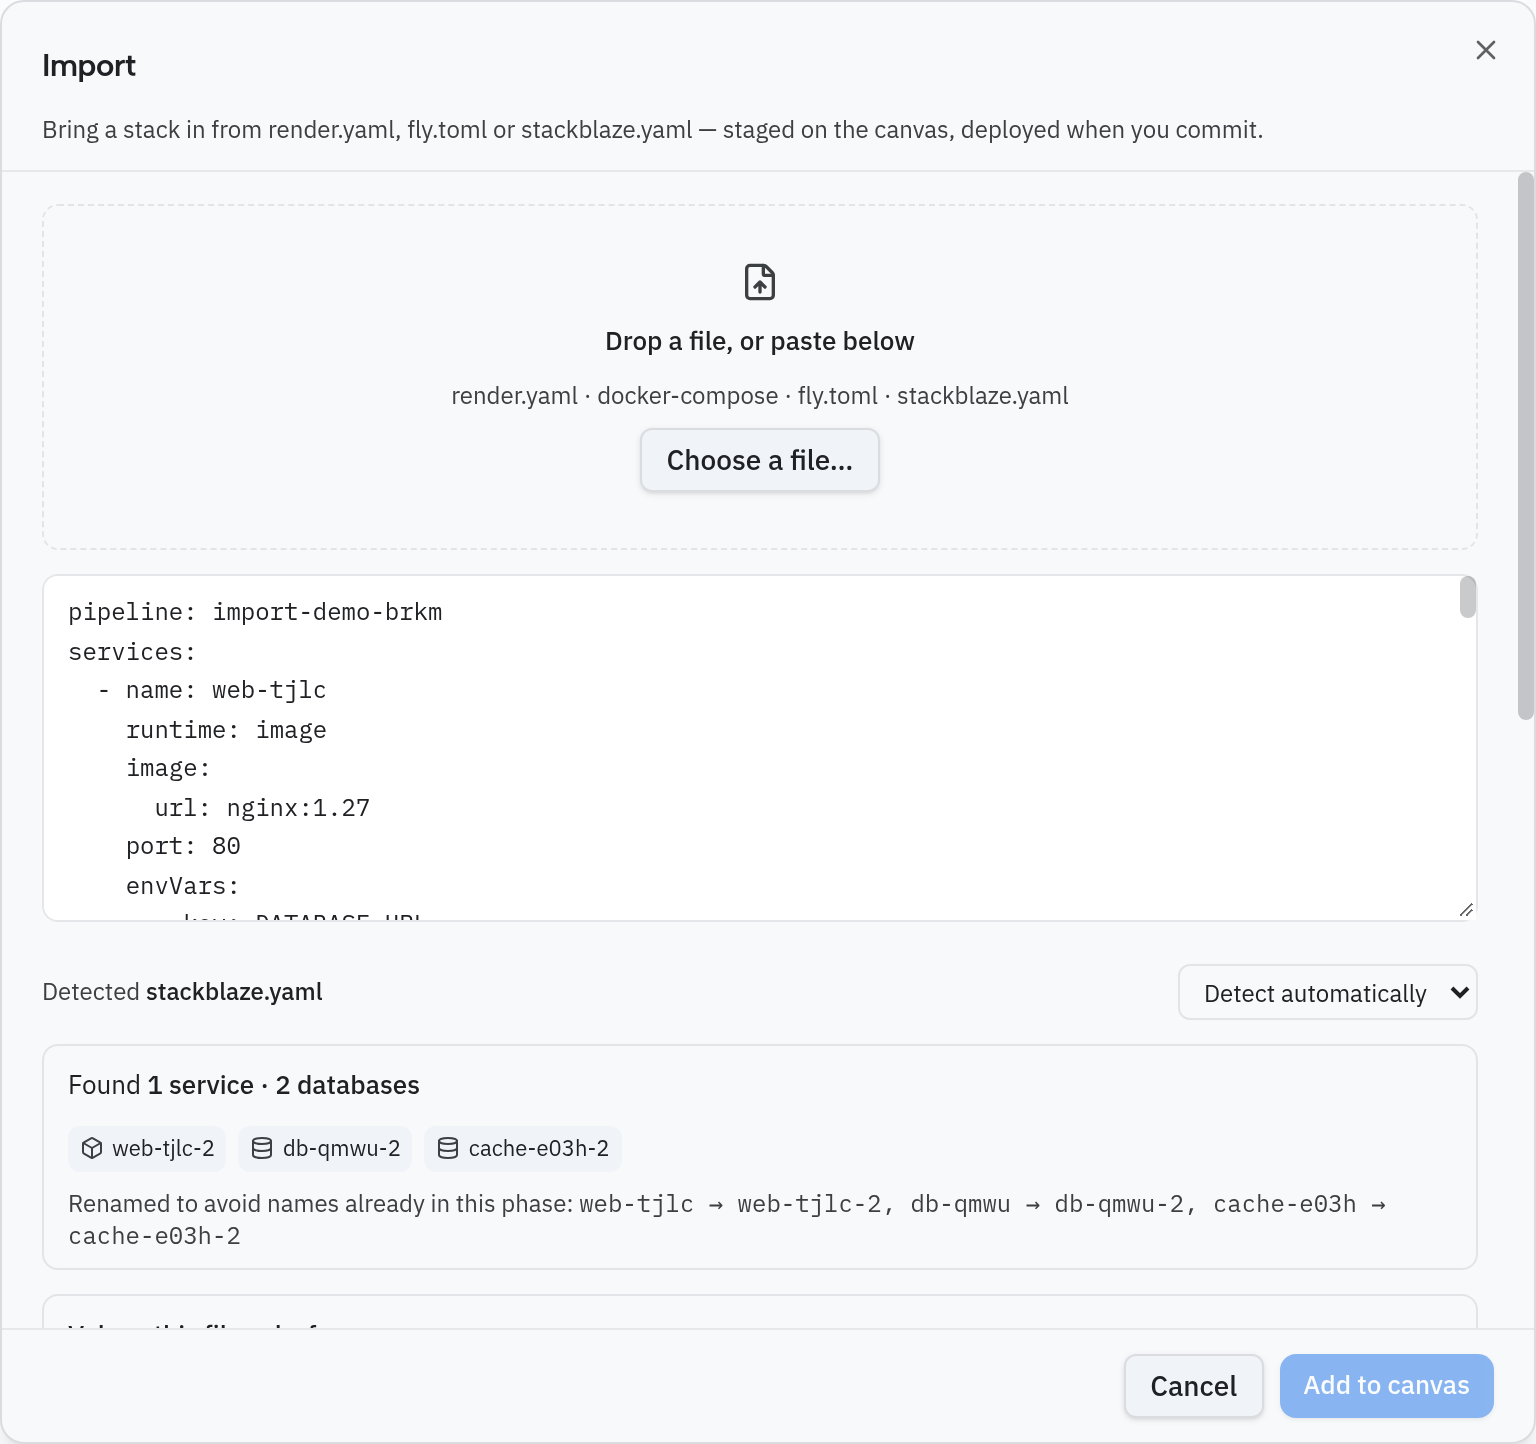 Import
Bring a stack in from render.yaml, fly.toml or stackblaze.yaml — staged on the canvas, deployed when you commit.
Drop a file, or paste below
render.yaml · docker-compose · fly.toml · stackblaze.yaml
Choose a file...
pipeline: import-demo-brkm
services:
  - name: web-tjlc
    runtime: image
    image:
      url: nginx:1.27
    port: 80
    envVars:
Detected stackblaze.yaml
Detect automatically
Found 1 service · 2 databases
web-tjlc-2 db-qmwu-2 cache-e03h-2
Renamed to avoid names already in this phase: web-tjlc → web-tjlc-2, db-qmwu → db-qmwu-2, cache-e03h →
cache-e03h-2
Cancel Add to canvas